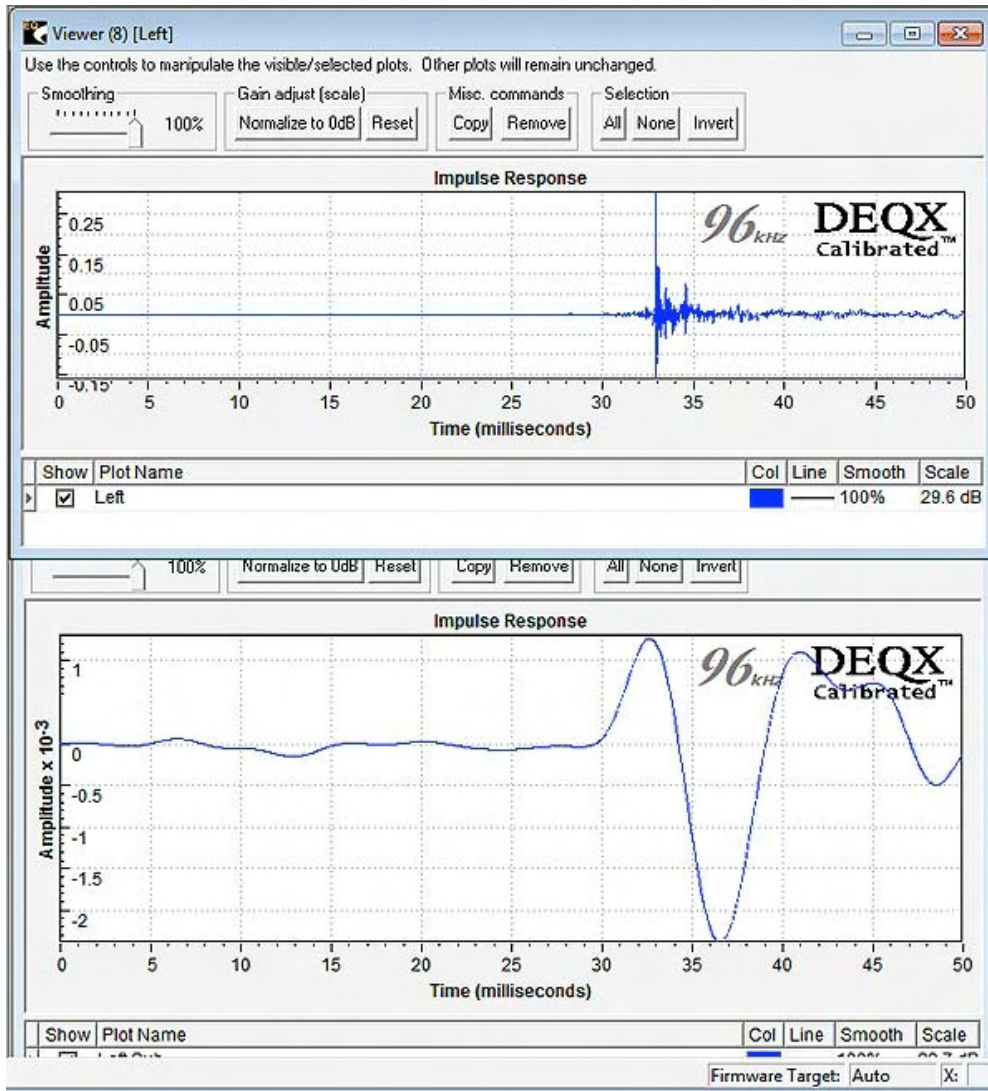 Viewer (8) [Left]
Use the controls to manipulate the visible/selected plots. Other plots will remain unchanged.
Smoothing
100%
Gain adjust (scale)
Normalize to 0dB Reset
Misc. commands
Copy Remove
Selection
All None Invert
Impulse Response
96 kHz DEQX
Calibrated™
Amplitude
0.25
0.15
0.05
-0.05
-0.15
0 5 10 15 20 25 30 35 40 45 50
Time (milliseconds)
Show Plot Name Col Line Smooth Scale
Left 100% 29.6 dB
100% Normalize to 0dB Reset Copy Remove All None Invert
Impulse Response
96 kHz DEQX
Calibrated™
Amplitude x 10-3
1
0
-0.5
-1
-1.5
-2
0 5 10 15 20 25 30 35 40 45 50
Time (milliseconds)
Show Plot Name Col Line Smooth Scale
Firmware Target: Auto X: